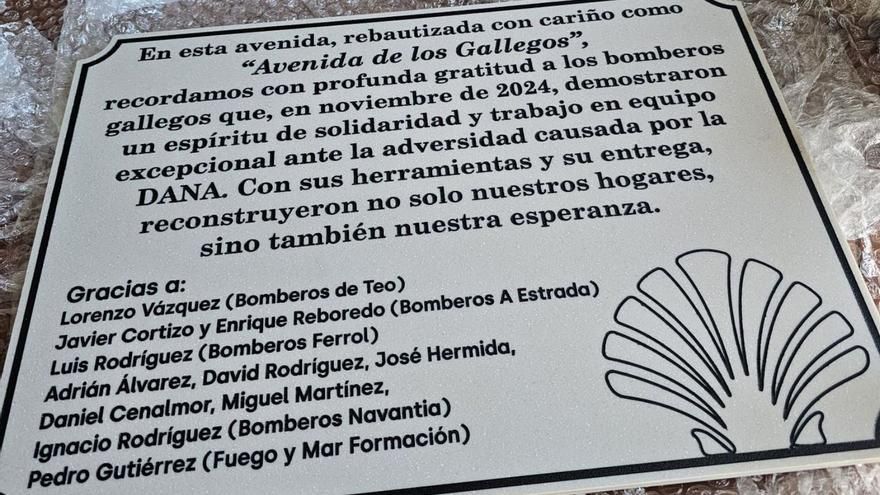 En esta avenida, rebautizada con cariño como
“Avenida de los Gallegos”,
recordamos con profunda gratitud a los bomberos
gallegos que, en noviembre de 2024, demostraron
un espíritu de solidaridad y trabajo en equipo
excepcional ante la adversidad causada por la
DANA. Con sus herramientas y su entrega,
reconstruyeron no solo nuestros hogares,
sino también nuestra esperanza.
Gracias a:
Lorenzo Vázquez (Bomberos de Teo)
Javier Cortizo y Enrique Reboredo (Bomberos A Estrada)
Luis Rodríguez (Bomberos Ferrol)
Adrián Álvarez, David Rodríguez, José Hermida,
Daniel Cenalmor, Miguel Martínez,
Ignacio Rodríguez (Bomberos Navantia)
Pedro Gutiérrez (Fuego y Mar Formación)